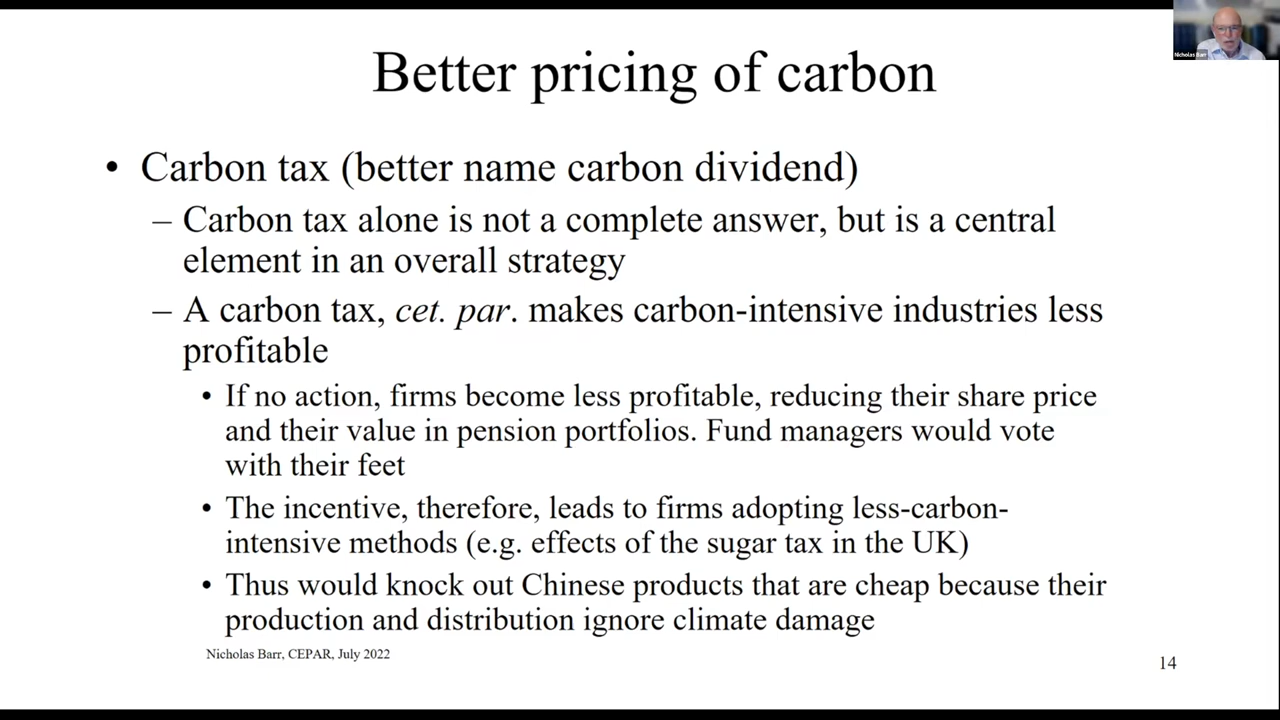 Nicholas Barr
Better pricing of carbon
• Carbon tax (better name carbon dividend)
– Carbon tax alone is not a complete answer, but is a central
element in an overall strategy
– A carbon tax, cet. par. makes carbon-intensive industries less
profitable
• If no action, firms become less profitable, reducing their share price
and their value in pension portfolios. Fund managers would vote
with their feet
• The incentive, therefore, leads to firms adopting less-carbon-
intensive methods (e.g. effects of the sugar tax in the UK)
• Thus would knock out Chinese products that are cheap because their
production and distribution ignore climate damage
Nicholas Barr, CEPAR, July 2022
14